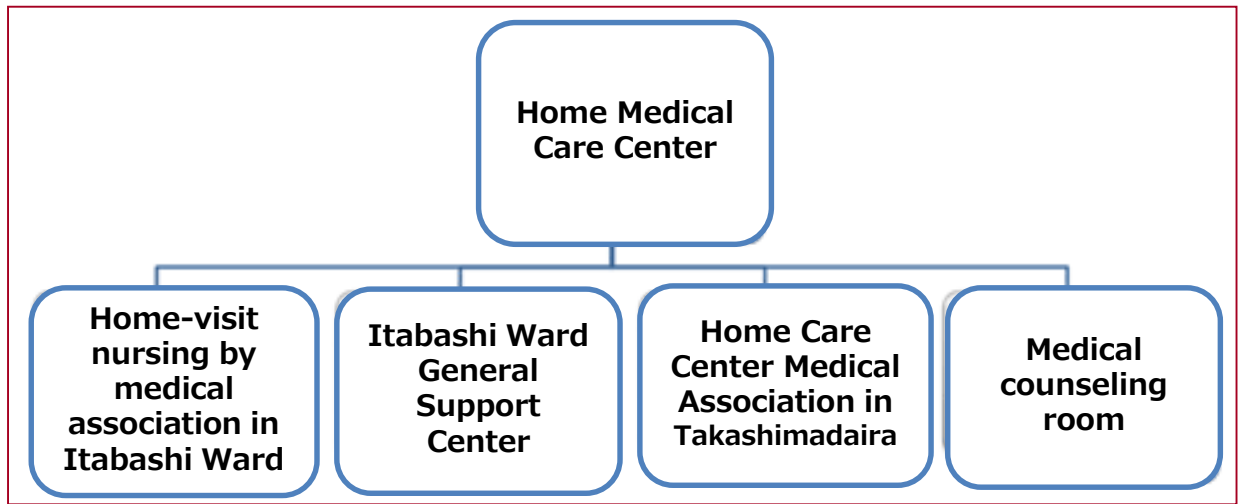 Home Medical
Care Center
Home-visit
nursing by
medical
association in
Itabashi Ward
Itabashi Ward
General
Support
Center
Home Care
Center Medical
Association in
Takashimadaira
Medical
counseling
room